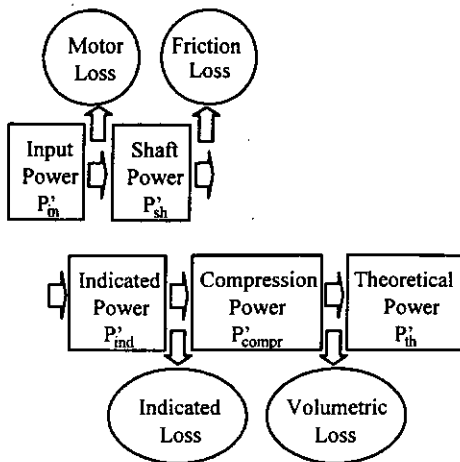 Motor
Loss
Friction
Loss
Input
Power
P'in
Shaft
Power
P'sh
Indicated
Power
P'ind
Compression
Power
P'compr
Theoretical
Power
P'th
Indicated
Loss
Volumetric
Loss